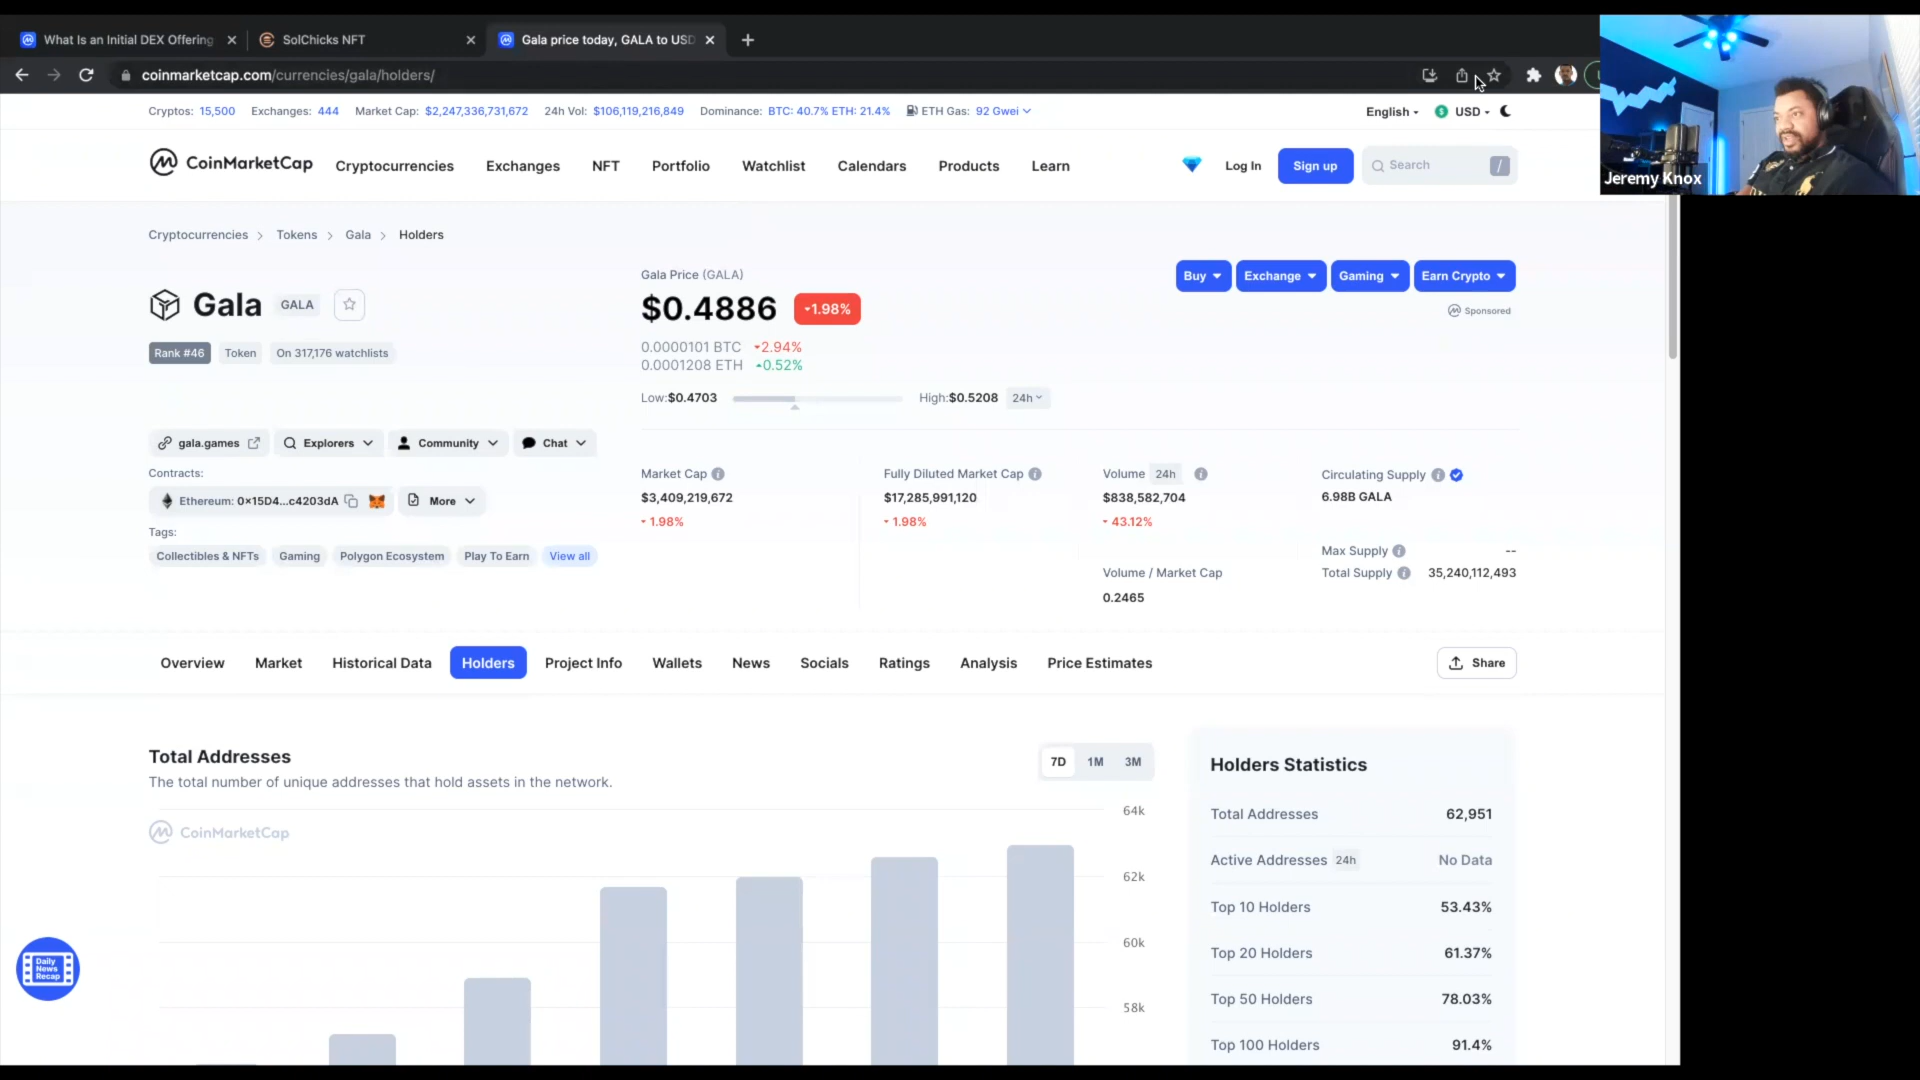 What Is an Initial DEX Offering
SolChicks NFT
Gala price today, GALA to USD
coinmarketcap.com/currencies/gala/holders/
Cryptos: 15,500 Exchanges: 444 Market Cap: $2,247,336,731,672 24h Vol: $106,119,216,849 Dominance: BTC: 40.7% ETH: 21.4% ETH Gas: 92 Gwei
English USD
CoinMarketCap Cryptocurrencies Exchanges NFT Portfolio Watchlist Calendars Products Learn
Log In Sign up Search /
Jeremy Knox
Cryptocurrencies > Tokens > Gala > Holders
Gala GALA
Rank #46 Token On 317,176 watchlists
Gala Price (GALA)
$0.4886 1.98%
0.0000101 BTC 2.94%
0.0001208 ETH 0.52%
Low:$0.4703 High:$0.5208 24h
Buy Exchange Gaming Earn Crypto
Sponsored
gala.games Explorers Community Chat
Contracts:
Ethereum: 0x15D4...c4203dA More
Tags:
Collectibles & NFTs Gaming Polygon Ecosystem Play To Earn View all
Market Cap
$3,409,219,672
1.98%
Fully Diluted Market Cap
$17,285,991,120
1.98%
Volume 24h
$838,582,704
43.12%
Volume / Market Cap
0.2465
Circulating Supply
6.98B GALA
Max Supply --
Total Supply 35,240,112,493
Overview Market Historical Data Holders Project Info Wallets News Socials Ratings Analysis Price Estimates Share
Total Addresses
The total number of unique addresses that hold assets in the network.
7D 1M 3M
CoinMarketCap
64k
62k
60k
58k
Holders Statistics
Total Addresses 62,951
Active Addresses 24h No Data
Top 10 Holders 53.43%
Top 20 Holders 61.37%
Top 50 Holders 78.03%
Top 100 Holders 91.4%
Daily
News
Recap